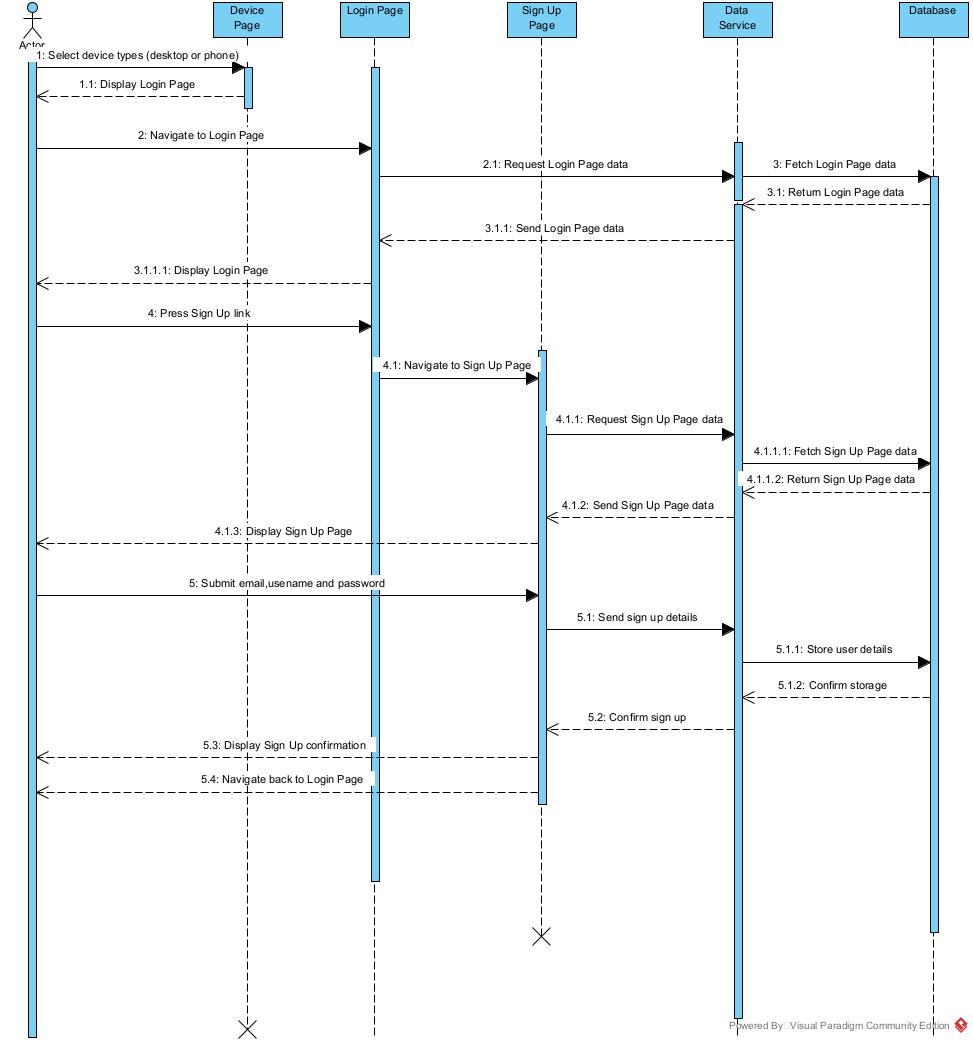 Device
Page
Login Page
Sign Up
Page
Data
Service
Database
Actor
1: Select device types (desktop or phone)
1.1: Display Login Page
2: Navigate to Login Page
2.1: Request Login Page data
3: Fetch Login Page data
3.1: Return Login Page data
3.1.1: Send Login Page data
3.1.1.1: Display Login Page
4: Press Sign Up link
4.1: Navigate to Sign Up Page
4.1.1: Request Sign Up Page data
4.1.1.1: Fetch Sign Up Page data
4.1.1.2: Return Sign Up Page data
4.1.2: Send Sign Up Page data
4.1.3: Display Sign Up Page
5: Submit email,usename and password
5.1: Send sign up details
5.1.1: Store user details
5.1.2: Confirm storage
5.2: Confirm sign up
5.3: Display Sign Up confirmation
5.4: Navigate back to Login Page
Powered By Visual Paradigm Community Edition